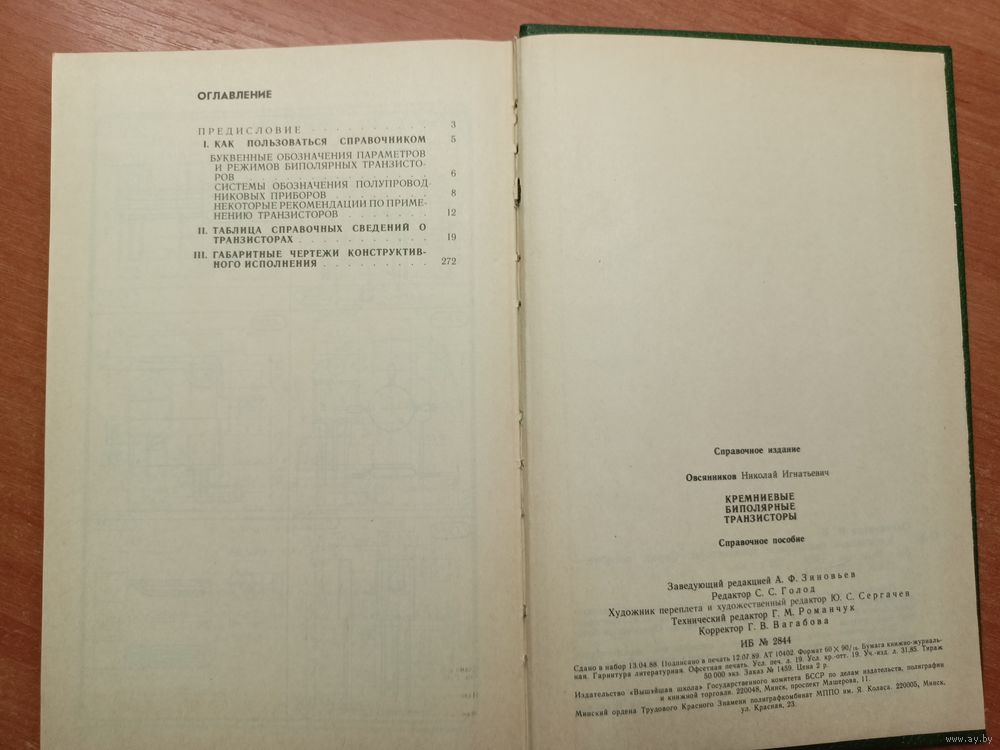 ОГЛАВЛЕНИЕ
ПРЕДИСЛОВИЕ . . . . . . . . . . 3
I. КАК ПОЛЬЗОВАТЬСЯ СПРАВОЧНИКОМ 5
БУКВЕННЫЕ ОБОЗНАЧЕНИЯ ПАРАМЕТРОВ
И РЕЖИМОВ БИПОЛЯРНЫХ ТРАНЗИСТО-
РОВ . . . . . . . . . . 6
СИСТЕМЫ ОБОЗНАЧЕНИЯ ПОЛУПРОВОД-
НИКОВЫХ ПРИБОРОВ . . . . . . . 8
НЕКОТОРЫЕ РЕКОМЕНДАЦИИ ПО ПРИМЕ-
НЕНИЮ ТРАНЗИСТОРОВ . . . . . . . 12
II. ТАБЛИЦА СПРАВОЧНЫХ СВЕДЕНИЙ О
ТРАНЗИСТОРАХ . . . . . . . . . . 19
III. ГАБАРИТНЫЕ ЧЕРТЕЖИ КОНСТРУКТИВ-
НОГО ИСПОЛНЕНИЯ . . . . . . . . . 272
Справочное издание
Овсянников Николай Игнатьевич
КРЕМНИЕВЫЕ
БИПОЛЯРНЫЕ
ТРАНЗИСТОРЫ
Справочное пособие
Заведующий редакцией А. Ф. Зиновьев
Редактор С. С. Голод
Художник переплета и художественный редактор Ю. С. Сергачев
Технический редактор Г. М. Романчук
Корректор Г. В. Вагабова
ИБ № 2844
Сдано в набор 13.04.88. Подписано в печать 12.07.89. АТ 10402. Формат 60 × 90/16. Бумага книжно-журналь-
ная. Гарнитура литературная. Офсетная печать. Усл. печ. л. 19. Усл. кр.-отт. 19. Уч.-изд. л. 31,85. Тираж
50 000 экз. Заказ № 1459. Цена 2 р.
Издательство «Вышэйшая школа» Государственного комитета БССР по делам издательств, полиграфии
и книжной торговли. 220048, Минск, проспект Машерова, 11.
Минский ордена Трудового Красного Знамени полиграфкомбинат МППО им. Я. Коласа. 220005, Минск,
ул. Красная, 23.
www.ay.by